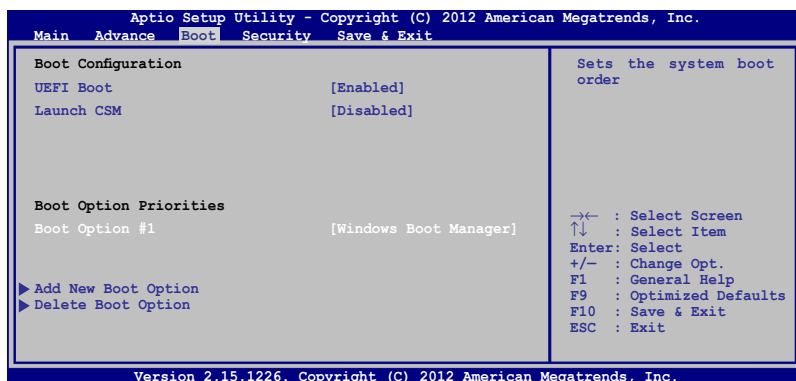 Aptio Setup Utility - Copyright (C) 2012 American Megatrends, Inc.
Main Advance Boot Security Save & Exit
Boot Configuration
UEFI Boot [Enabled]
Launch CSM [Disabled]
Boot Option Priorities
Boot Option #1 [Windows Boot Manager]
Add New Boot Option
Delete Boot Option
Sets the system boot
order
→← : Select Screen
↑↓ : Select Item
Enter: Select
+/— : Change Opt.
F1 : General Help
F9 : Optimized Defaults
F10 : Save & Exit
ESC : Exit
Version 2.15.1226. Copyright (C) 2012 American Megatrends, Inc.